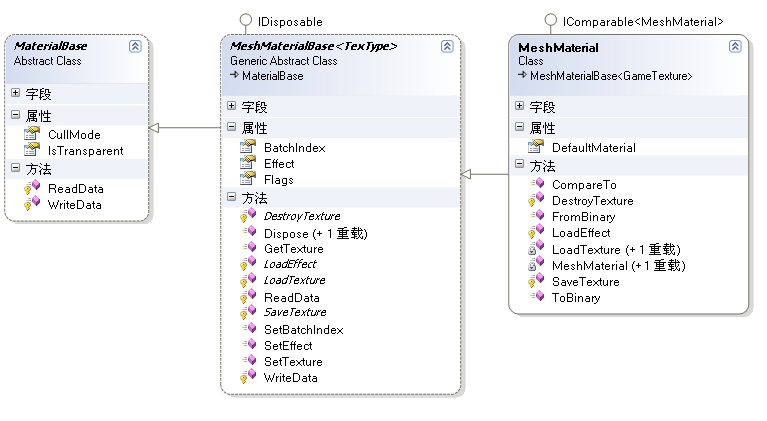 IDisposable
IComparable<MeshMaterial>
MaterialBase
Abstract Class
字段
属性
CullMode
IsTransparent
方法
ReadData
WriteData
MeshMaterialBase<TexType>
Generic Abstract Class
MaterialBase
字段
属性
BatchIndex
Effect
Flags
方法
DestroyTexture
Dispose (+ 1 重载)
GetTexture
LoadEffect
LoadTexture
ReadData
SaveTexture
SetBatchIndex
SetEffect
SetTexture
WriteData
MeshMaterial
Class
MeshMaterialBase<GameTexture>
字段
属性
DefaultMaterial
方法
CompareTo
DestroyTexture
FromBinary
LoadEffect
LoadTexture (+ 1 重载)
MeshMaterial (+ 1 重载)
SaveTexture
ToBinary